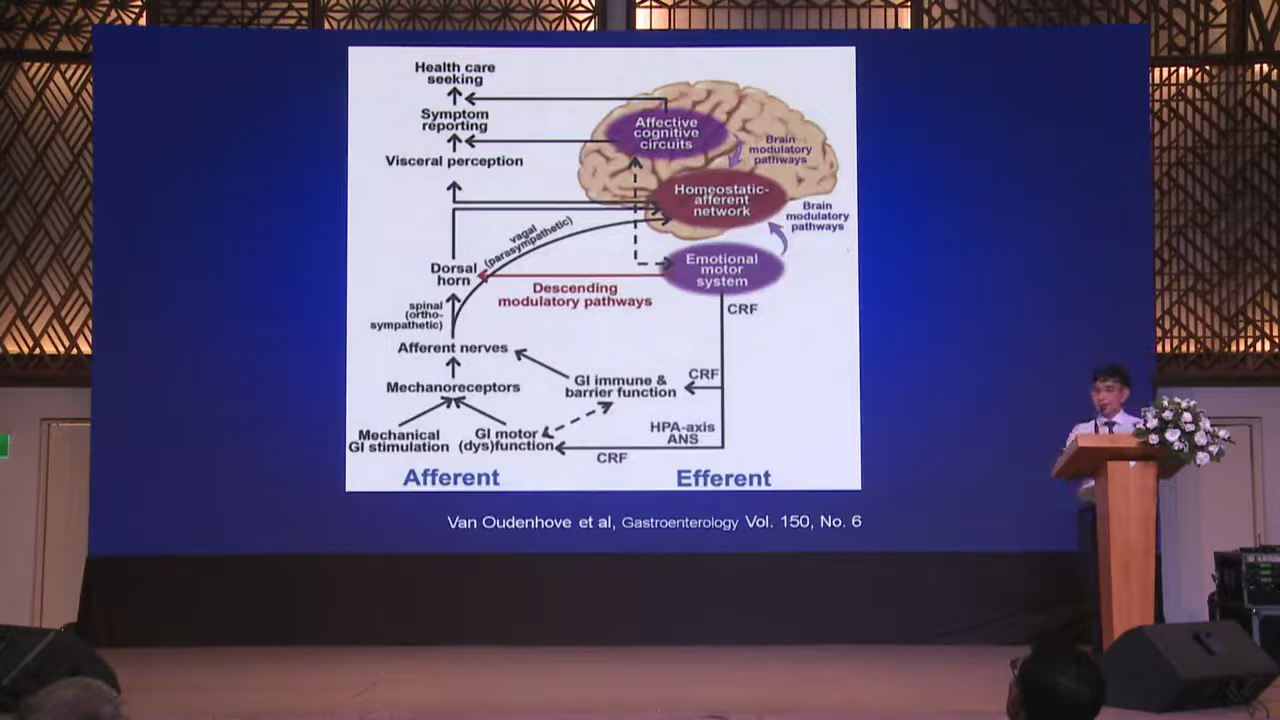 Health care
seeking
Symptom
reporting
Visceral perception
Affective
cognitive
circuits
Brain
modulatory
pathways
Homeostatic-
afferent
network
Brain
modulatory
pathways
vagal
(parasympathetic)
Dorsal
horn
Emotional
motor
system
Descending
modulatory pathways
spinal
(ortho-
sympathetic)
CRF
Afferent nerves
GI immune &
barrier function
CRF
Mechanoreceptors
Mechanical
GI stimulation
GI motor
(dys)function
HPA-axis
ANS
CRF
Afferent
Efferent
Van Oudenhove et al, Gastroenterology Vol. 150, No. 6